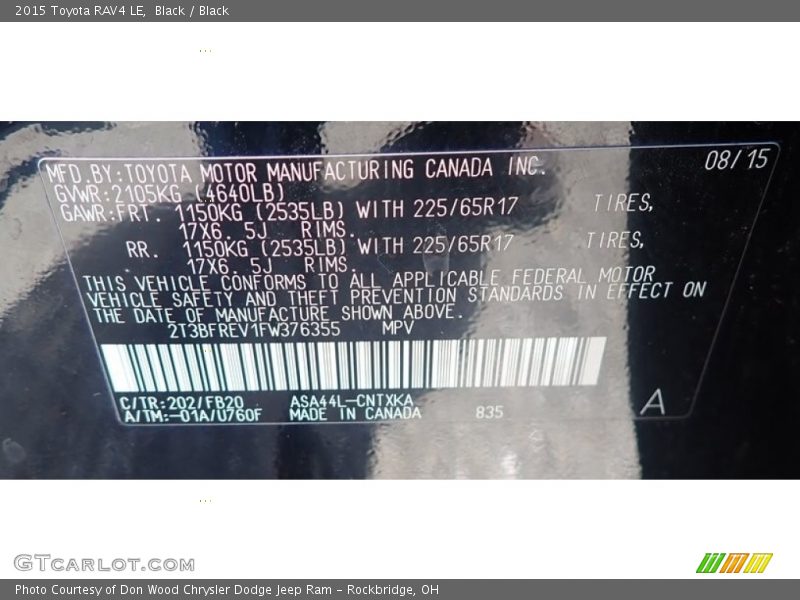 2015 Toyota RAV4 LE, Black / Black
MFD.BY:TOYOTA MOTOR MANUFACTURING CANADA INC. 08/15
GVWR:2105KG (4640LB)
GAWR:FRT. 1150KG (2535LB) WITH 225/65R17 TIRES,
17X6. 5J RIMS.
RR. 1150KG (2535LB) WITH 225/65R17 TIRES,
17X6. 5J RIMS.
THIS VEHICLE CONFORMS TO ALL APPLICABLE FEDERAL MOTOR
VEHICLE SAFETY AND THEFT PREVENTION STANDARDS IN EFFECT ON
THE DATE OF MANUFACTURE SHOWN ABOVE.
2T3BFREV1FW376355 MPV
C/TR:202/FB20 ASA44L-CNTXKA
A/TM:-01A/U760F MADE IN CANADA 835 A
GTCARLOT.COM
Photo Courtesy of Don Wood Chrysler Dodge Jeep Ram - Rockbridge, OH